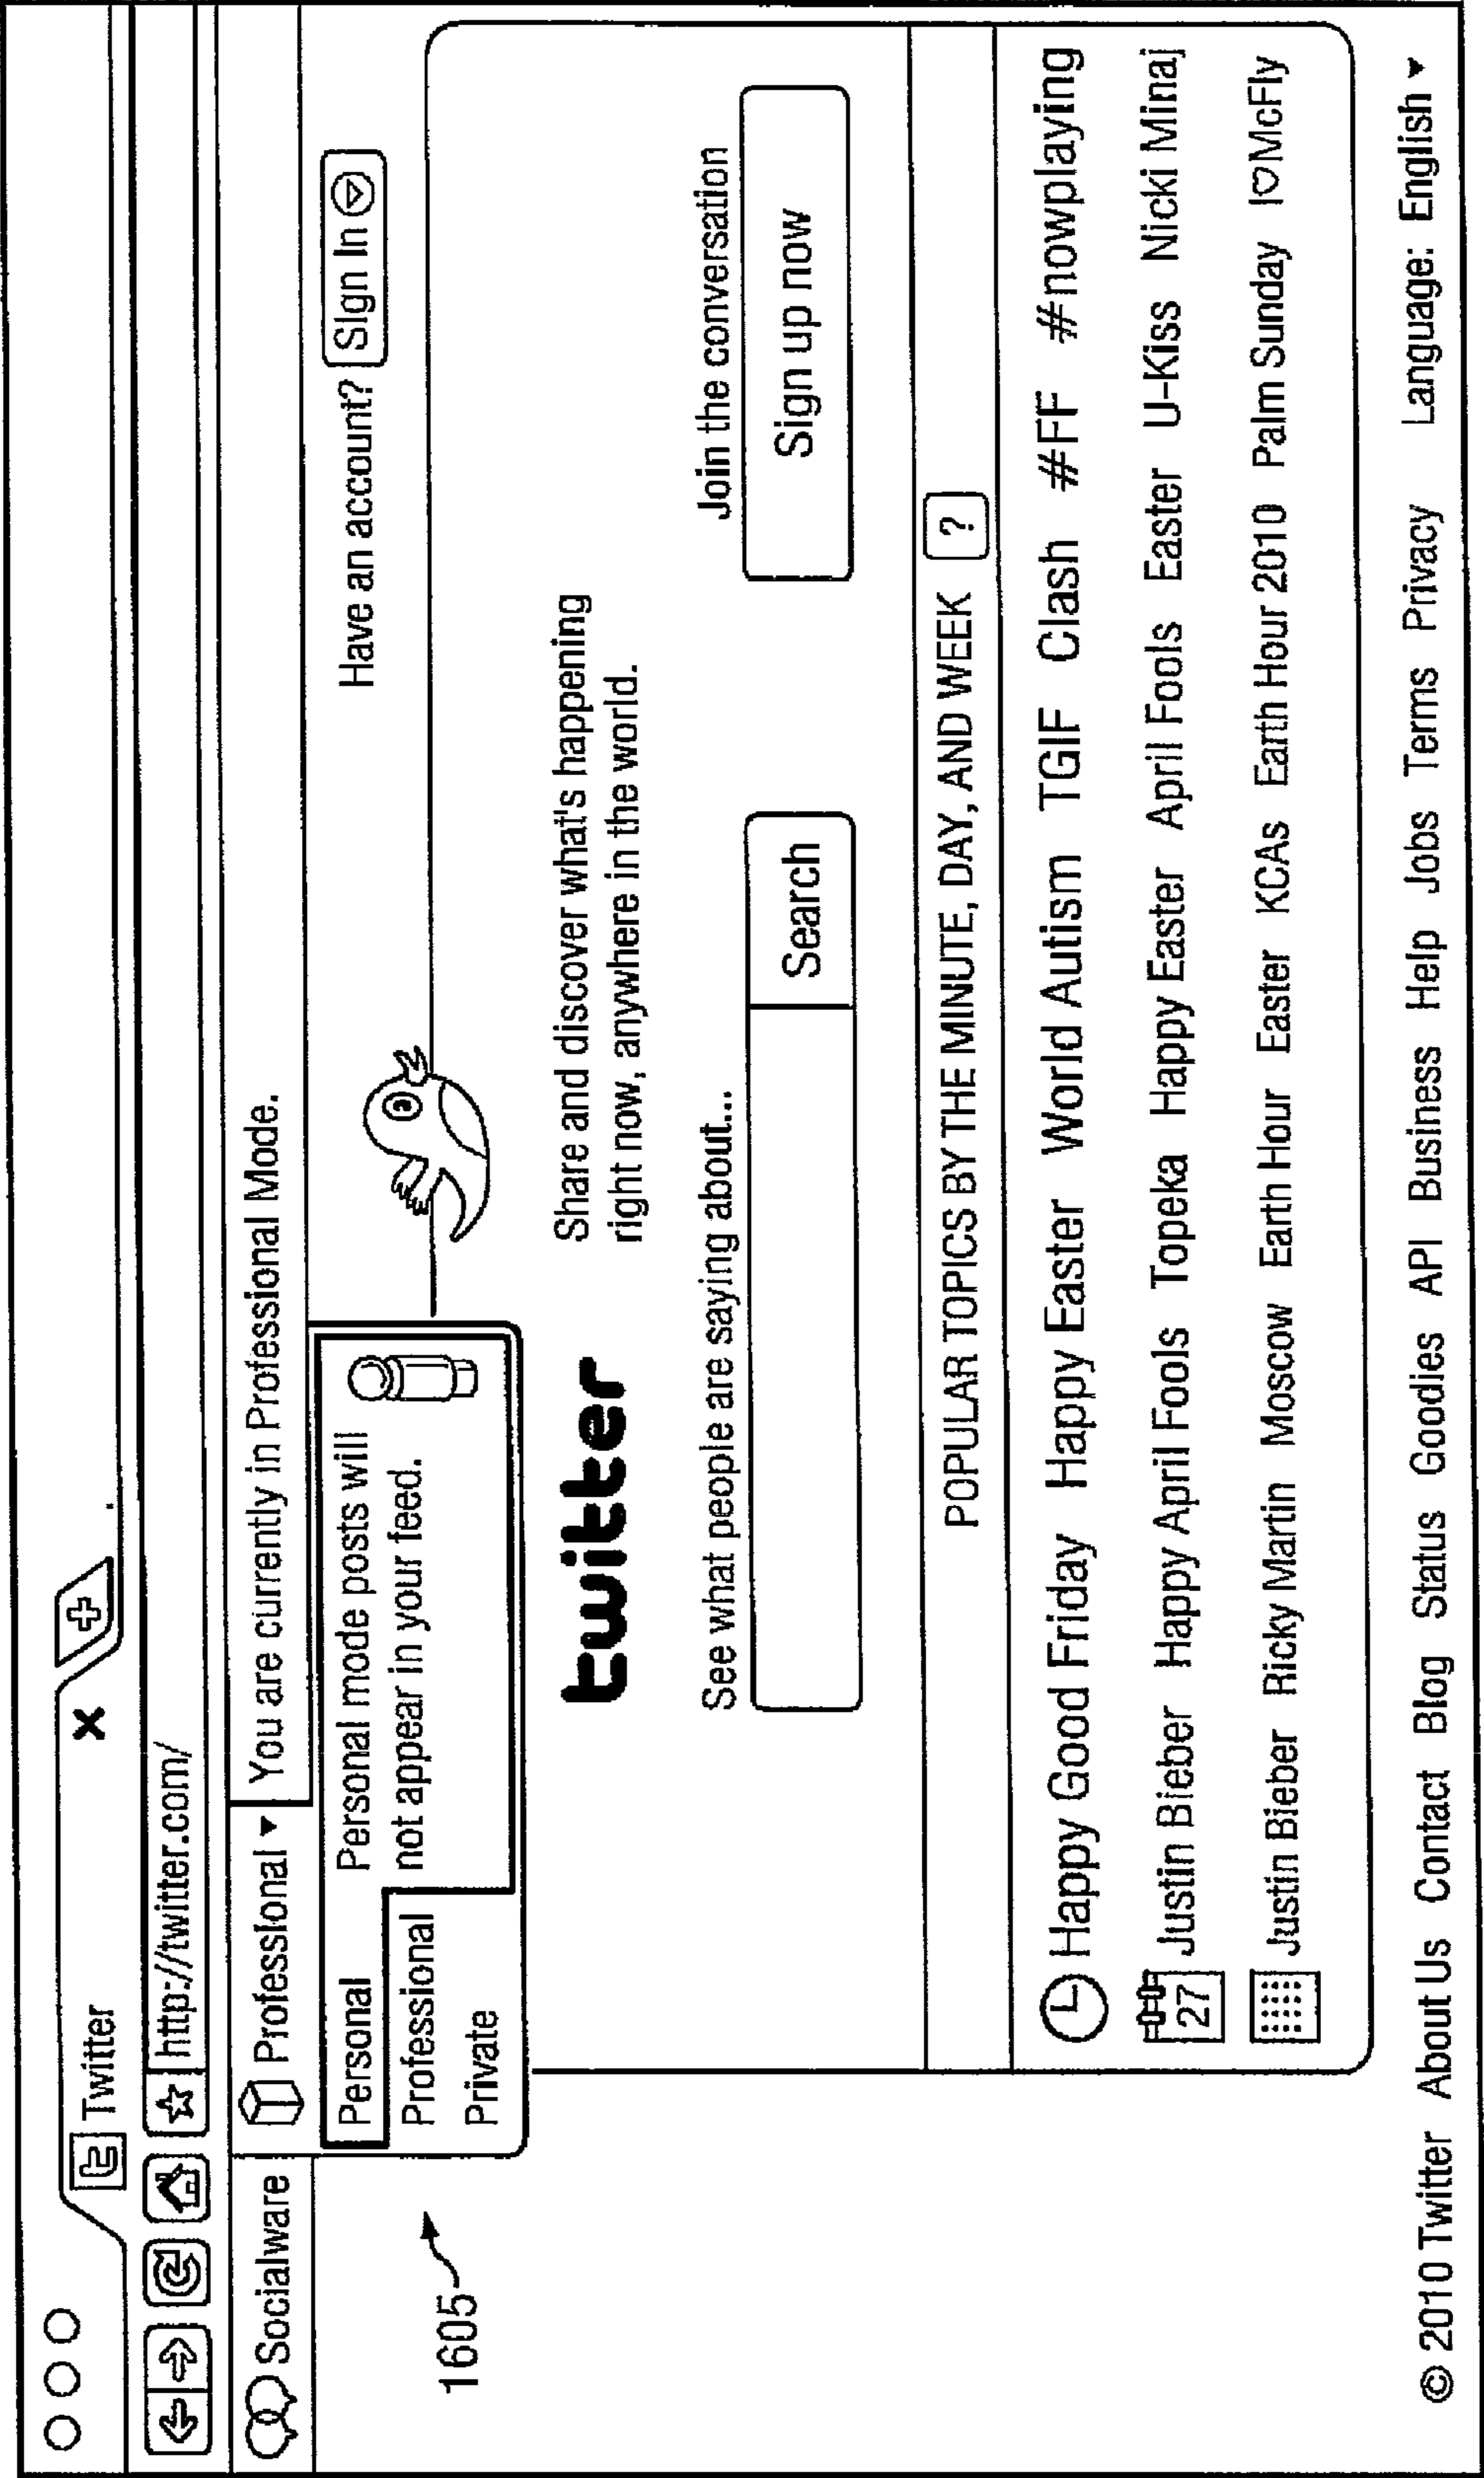 Twitter
http://twitter.com/
Socialware Professional You are currently in Professional Mode.
Personal Personal mode posts will
not appear in your feed.
Professional
Private
1605
Have an account? Sign In
twitter Share and discover what's happening
right now, anywhere in the world.
See what people are saying about...
Search
Join the conversation
Sign up now
POPULAR TOPICS BY THE MINUTE, DAY, AND WEEK ?
Happy Good Friday Happy Easter World Autism TGIF Clash #FF #nowplaying
27 Justin Bieber Happy April Fools Topeka Happy Easter April Fools Easter U-Kiss Nicki Minaj
Justin Bieber Ricky Martin Moscow Earth Hour Easter KCAs Earth Hour 2010 Palm Sunday I♡McFly
© 2010 Twitter About Us Contact Blog Status Goodies API Business Help Jobs Terms Privacy Language: English